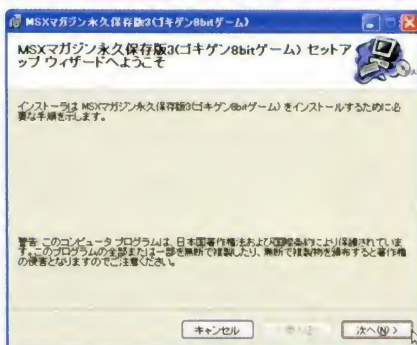 MSXマガジン永久保存版3(ゴキゲン8bitゲーム)
MSXマガジン永久保存版3(ゴキゲン8bitゲーム) セットア
ップ ウィザードへようこそ
インストーラは MSXマガジン永久保存版3(ゴキゲン8bitゲーム) をインストールするために必
要な手順を示します。
警告: このコンピュータ プログラムは、日本国著作権法および国際条約により保護されていま
す。このプログラムの全部または一部を無断で複製したり、無断で複製物を頒布すると著作権
の侵害となりますのでご注意ください。
キャンセル
次へ(N) >